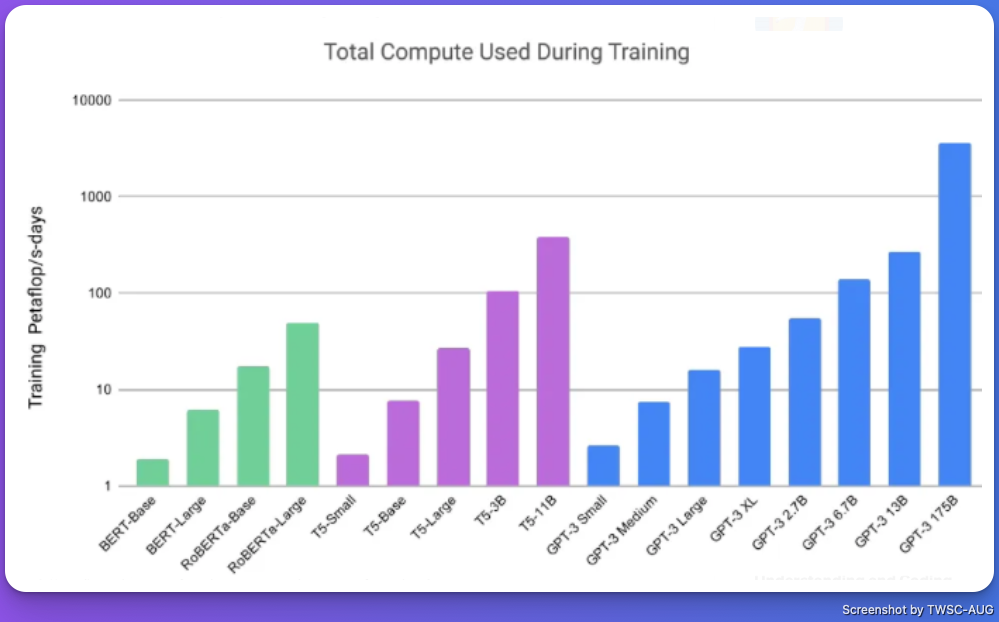 Total Compute Used During Training
Training Petaflop/s-days
10000
1000
100
10
1
BERT-Base
BERT-Large
RoBERTa-Base
RoBERTa-Large
T5-Small
T5-Base
T5-Large
T5-3B
T5-11B
GPT-3 Small
GPT-3 Medium
GPT-3 Large
GPT-3 XL
GPT-3 2.7B
GPT-3 6.7B
GPT-3 13B
GPT-3 175B
Screenshot by TWSC-AUG